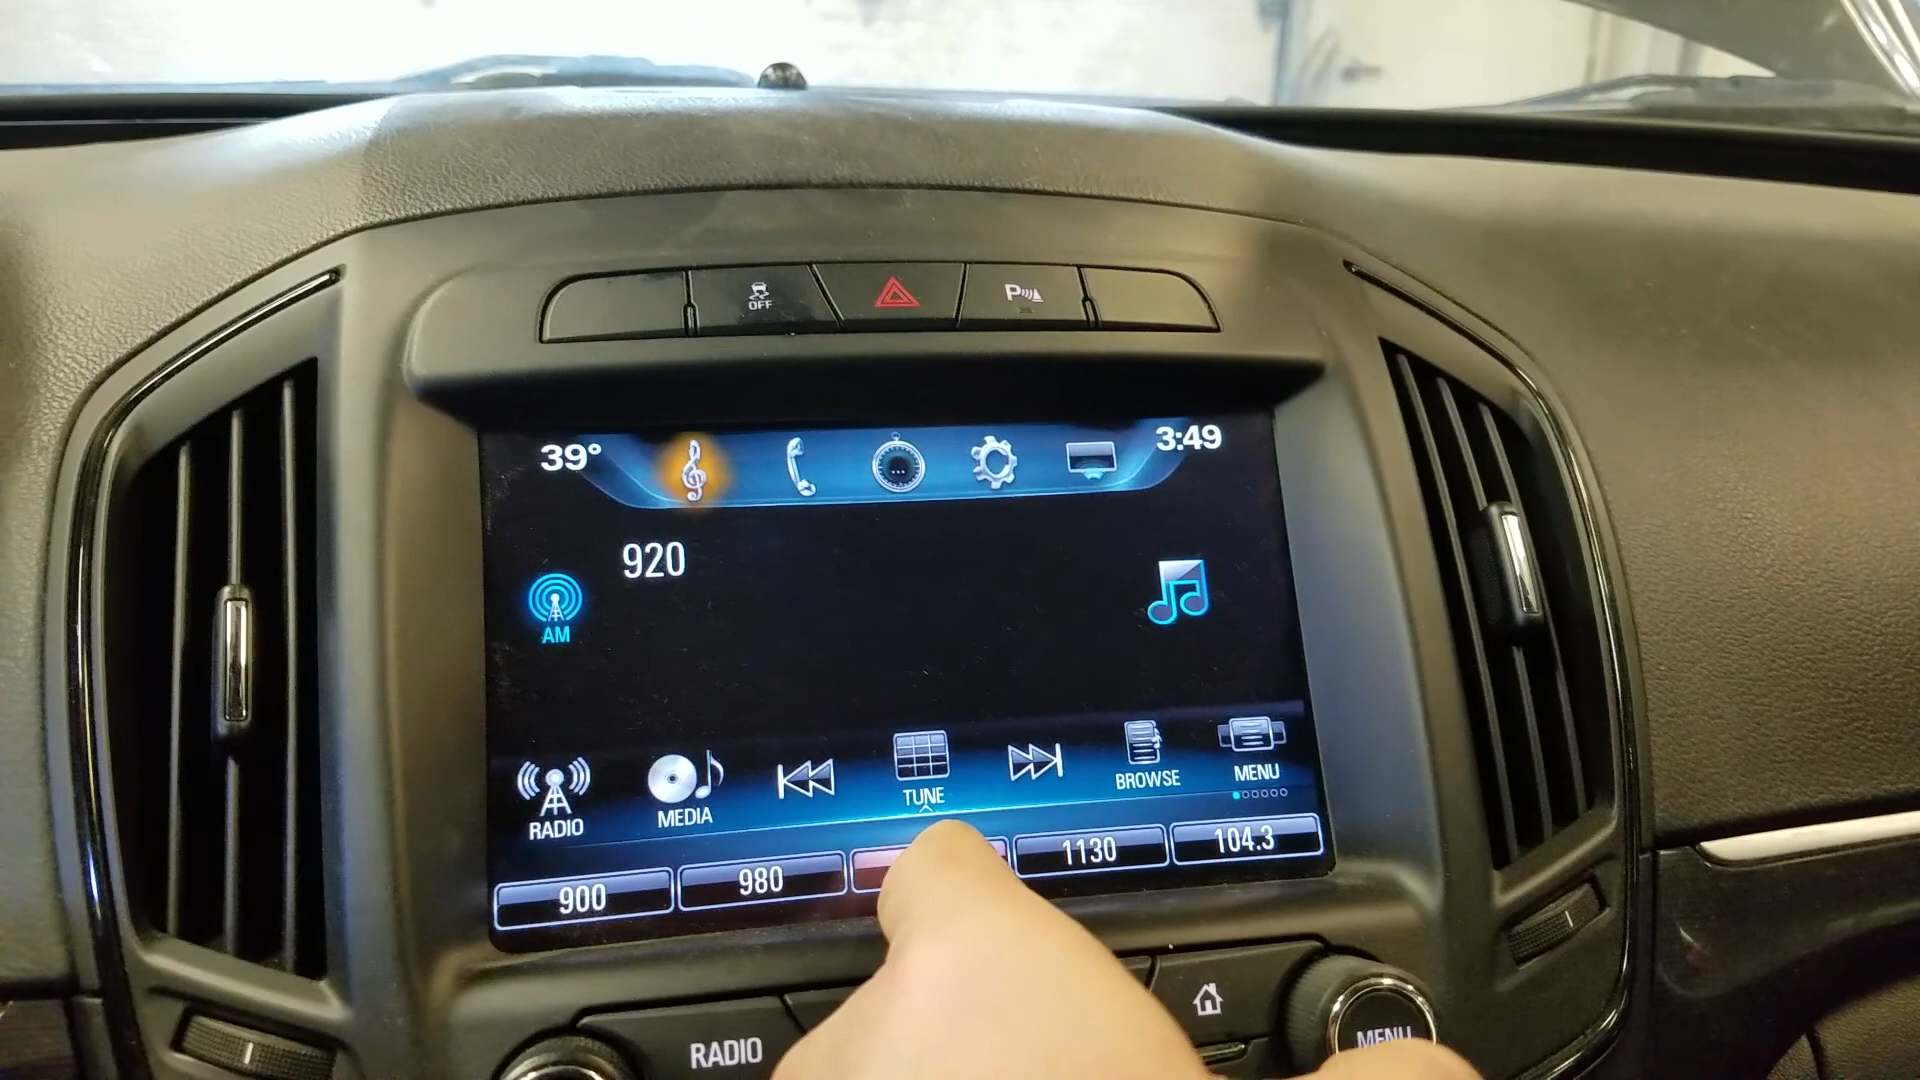 OFF
P
39°
3:49
920
AM
RADIO
MEDIA
TUNE
BROWSE
MENU
900
980
1130
104.3
RADIO
MENU